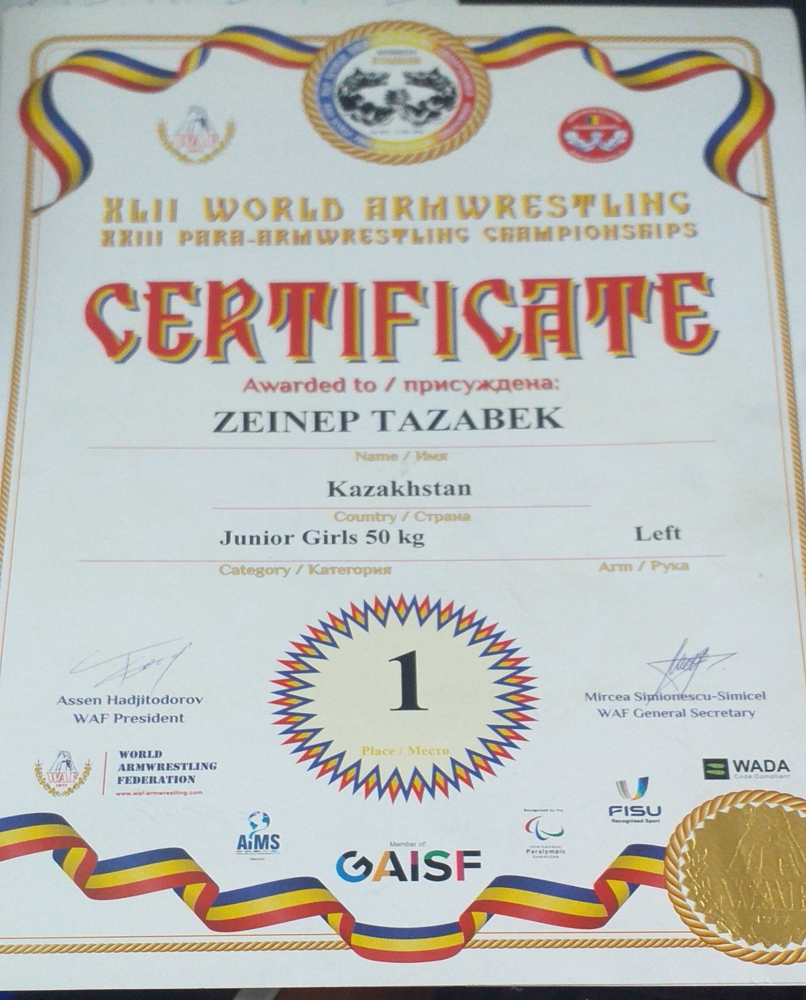 XLII WORLD ARMWRESTLING
XXIII PARA-ARMWRESTLING CHAMPIONSHIPS
CERTIFICATE
Awarded to / присуждена:
ZEINEP TAZABEK
Name / Имя
Kazakhstan
Country / Страна
Junior Girls 50 kg Left
Category / Категория Arm / Рука
1
Place / Место
Assen Hadjitodorov
WAF President
Mircea Simionescu-Simicel
WAF General Secretary
WAF
1977
WORLD
ARMWRESTLING
FEDERATION
www.waf-armwrestling.com
WADA
Code Compliant
FISU
Recognised Sport
AIMS
Member
Member of:
GAISF
Recognised by the
International
Paralympic
Committee
WAF
1977